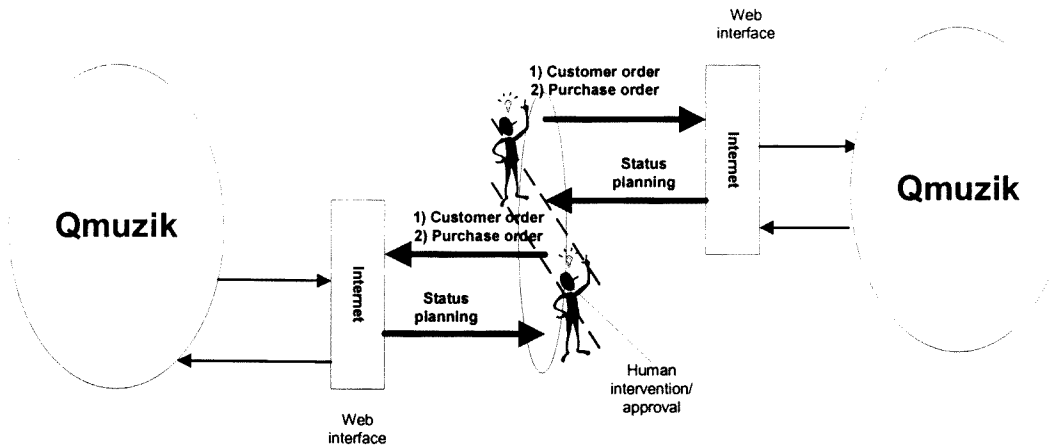 Web
interface
1) Customer order
2) Purchase order
Internet
Status
planning
Qmuzik
Qmuzik
1) Customer order
2) Purchase order
Internet
Status
planning
Human
intervention/
approval
Web
interface